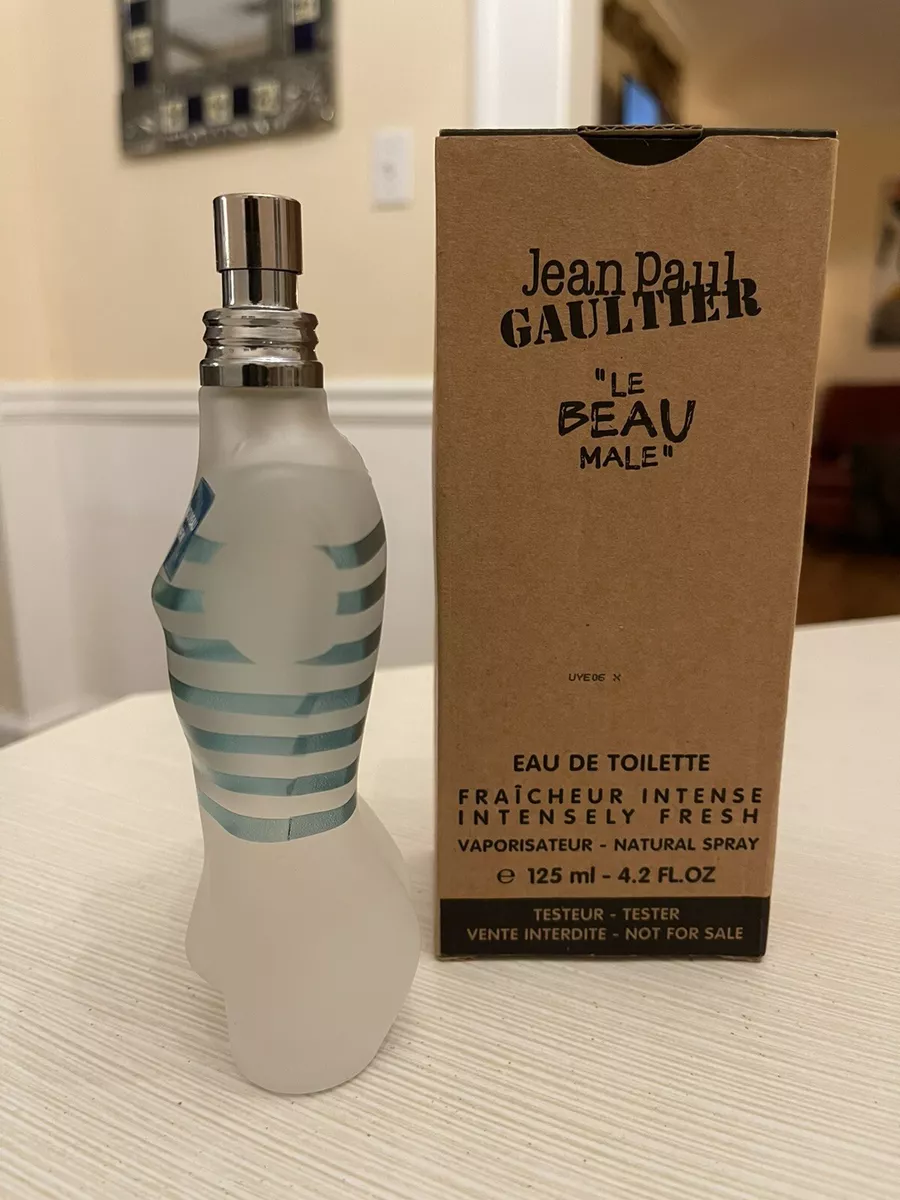 Jean Paul
GAULTIER
"LE
BEAU
MALE"
UYE06 X
EAU DE TOILETTE
FRAÎCHEUR INTENSE
INTENSELY FRESH
VAPORISATEUR - NATURAL SPRAY
e 125 ml - 4.2 FL.OZ
TESTEUR - TESTER
VENTE INTERDITE - NOT FOR SALE